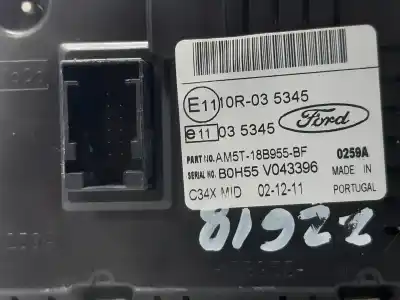 E11 10R-03 5345
e11 03 5345
Ford
PART NO. AM5T-18B955-BF 0259A
SERIAL NO. B0H55 V043396 MADE IN
C34X MID 02-12-11 PORTUGAL
81922